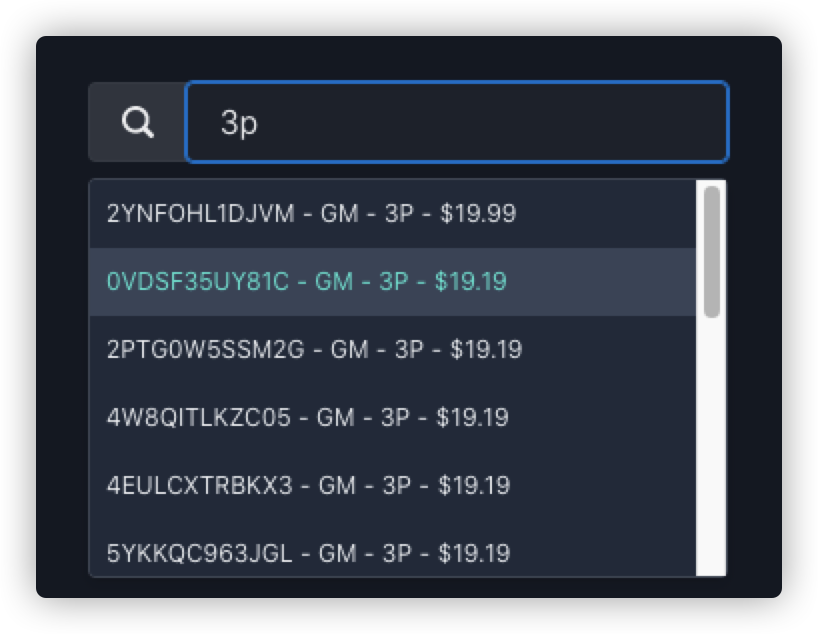 3p
2YNFOHL1DJVM - GM - 3P - $19.99
0VDSF35UY81C - GM - 3P - $19.19
2PTG0W5SSM2G - GM - 3P - $19.19
4W8QITLKZC05 - GM - 3P - $19.19
4EULCXTRBKX3 - GM - 3P - $19.19
5YKKQC963JGL - GM - 3P - $19.19